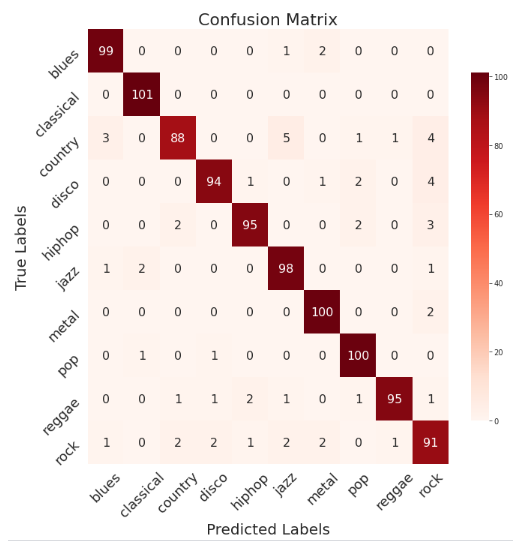 Confusion Matrix
blues 99 0 0 0 0 1 2 0 0 0
classical 0 101 0 0 0 0 0 0 0 0
country 3 0 88 0 0 5 0 1 1 4
disco 0 0 0 94 1 0 1 2 0 4
hiphop 0 0 2 0 95 0 0 2 0 3
jazz 1 2 0 0 0 98 0 0 0 1
metal 0 0 0 0 0 0 100 0 0 2
pop 0 1 0 1 0 0 0 100 0 0
reggae 0 0 1 1 2 1 0 1 95 1
rock 1 0 2 2 1 2 2 0 1 91
True Labels
blues classical country disco hiphop jazz metal pop reggae rock
Predicted Labels
100
80
60
40
20
0